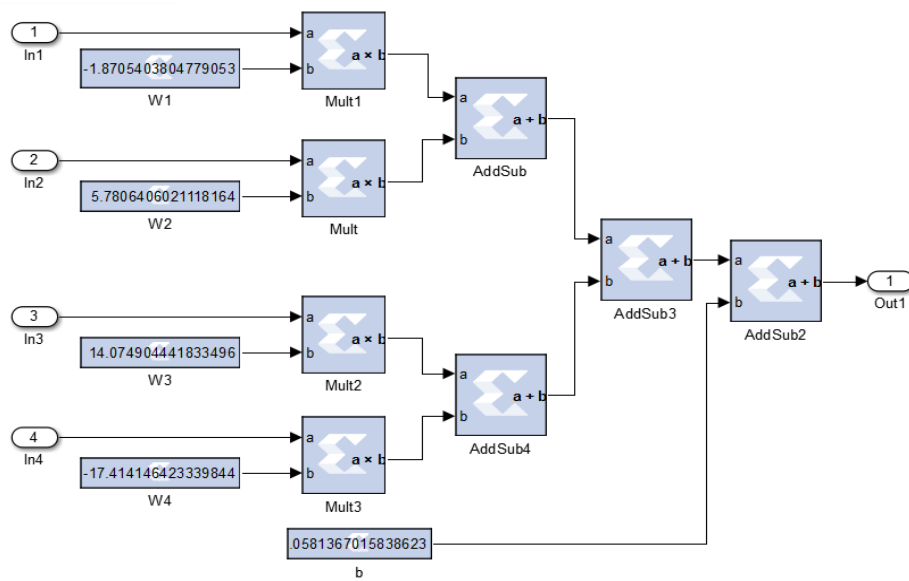 1
In1
-1.8705403804779053
W1
a
b
a × b
Mult1
2
In2
5.7806406021118164
W2
a
b
a × b
Mult
a
b
a + b
AddSub
3
In3
14.074904441833496
W3
a
b
a × b
Mult2
4
In4
-17.414146423339844
W4
a
b
a × b
Mult3
a
b
a + b
AddSub4
a
b
a + b
AddSub3
a
b
a + b
AddSub2
1
Out1
.0581367015838623
b